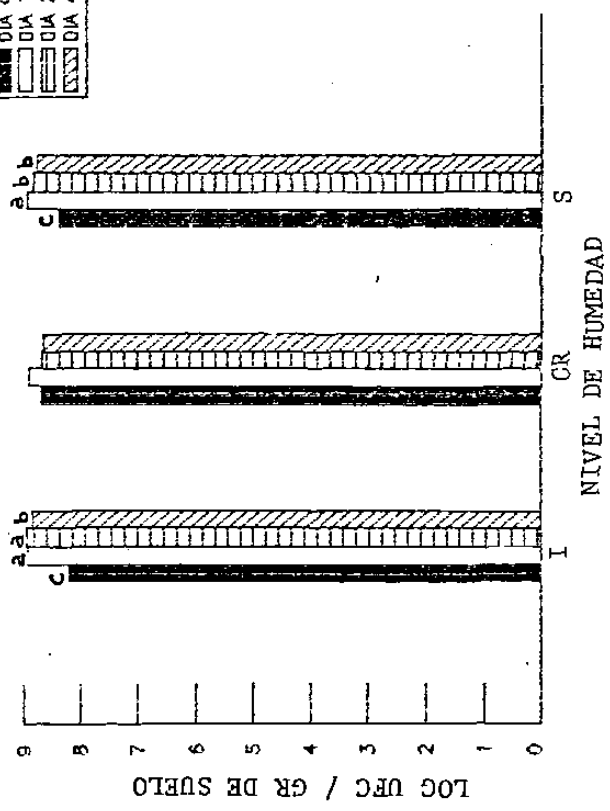 DIA
DIA
DIA
DIA
a b b
c
a a b
c
9
8
7
6
5
4
3
2
1
0
I CR S
NIVEL DE HUMEDAD
LOG UFC / GR DE SUELO